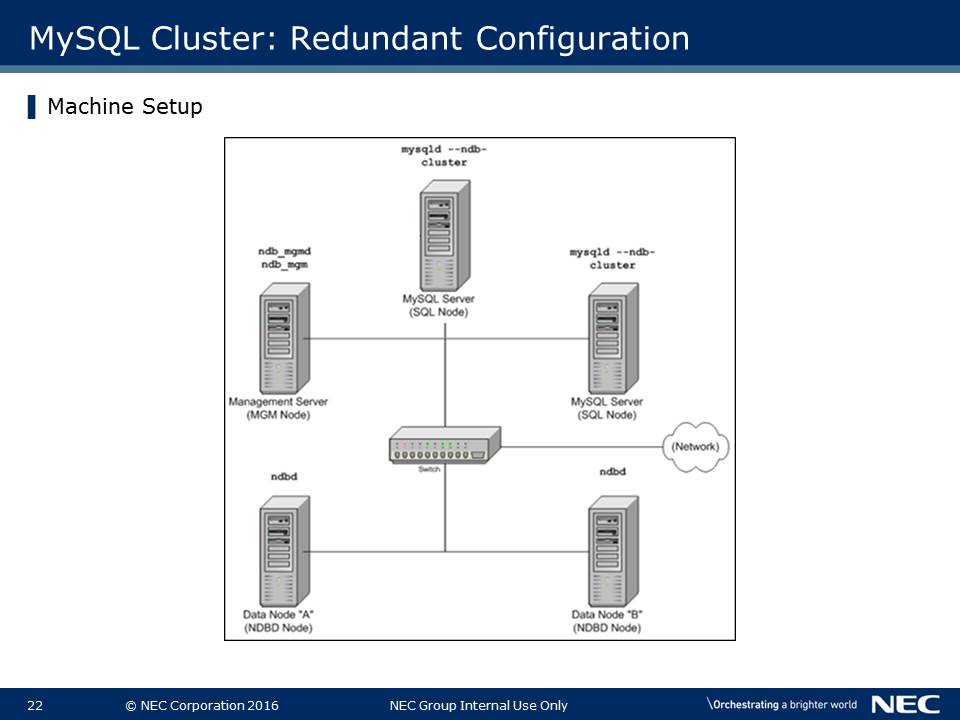 MySQL Cluster: Redundant Configuration
Machine Setup
mysqld --ndb-
cluster
MySQL Server
(SQL Node)
ndb_mgmd
ndb_mgm
Management Server
(MGM Node)
mysqld --ndb-
cluster
MySQL Server
(SQL Node)
Switch
(Network)
ndbd
Data Node "A"
(NDBD Node)
ndbd
Data Node "B"
(NDBD Node)
22
© NEC Corporation 2016
NEC Group Internal Use Only
\Orchestrating a brighter world
NEC